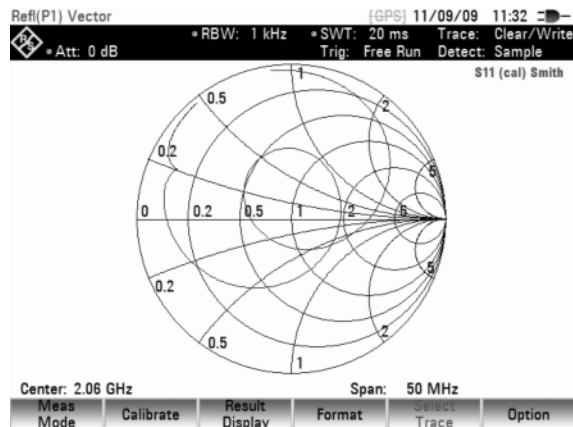 Refl(P1) Vector [GPS] 11/09/09 11:32
RBW: 1 kHz SWT: 20 ms Trace: Clear/Write
Att: 0 dB Trig: Free Run Detect: Sample
S11 (cal) Smith
1
0.5 2
0.2 5
0 0.2 0.5 1 2 5
0.2 5
0.5 2
1
Center: 2.06 GHz Span: 50 MHz
Meas Mode Calibrate Result Display Format Select Trace Option